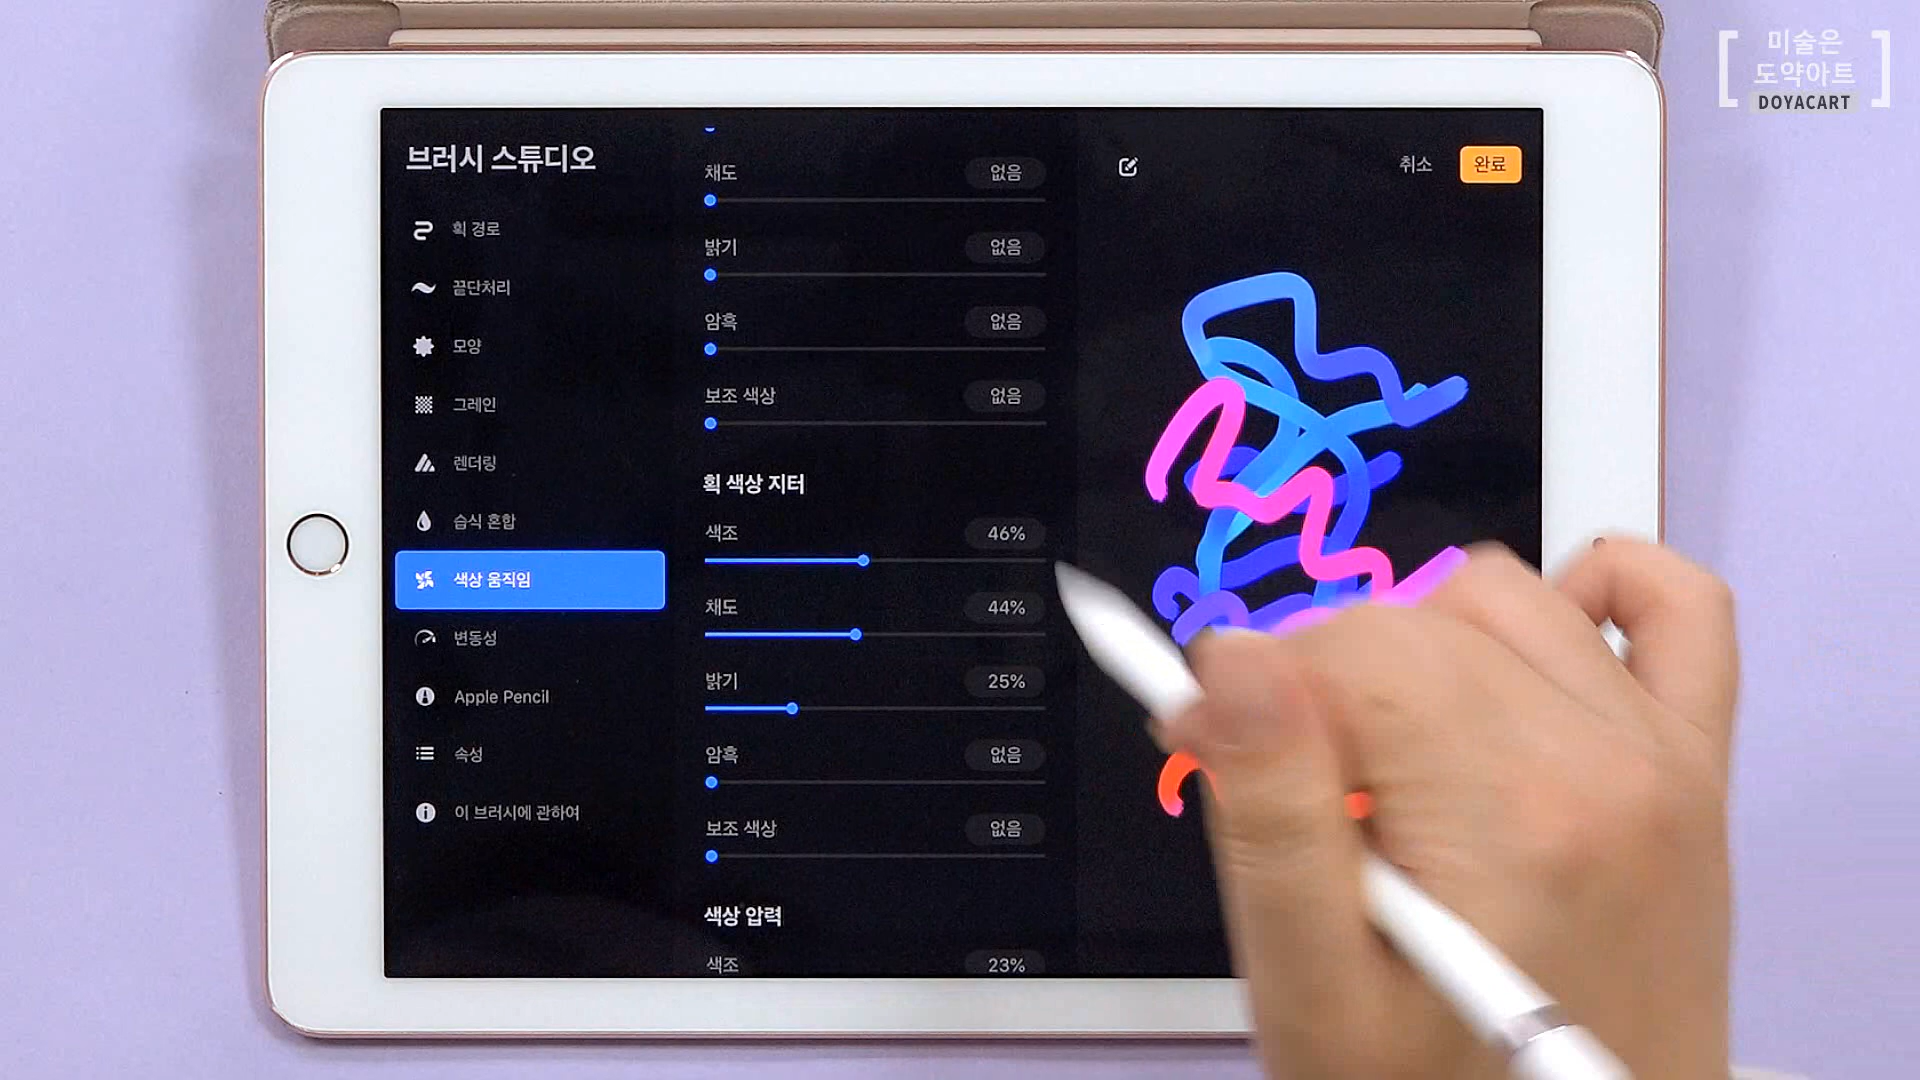 미술은
도약아트
DOYACART
브러시 스튜디오
획 경로
끝단처리
모양
그레인
렌더링
습식 혼합
색상 움직임
변동성
Apple Pencil
속성
이 브러시에 관하여
채도 없음
밝기 없음
암흑 없음
보조 색상 없음
획 색상 지터
색조 46%
채도 44%
밝기 25%
암흑 없음
보조 색상 없음
색상 압력
색조 23%
취소
완료